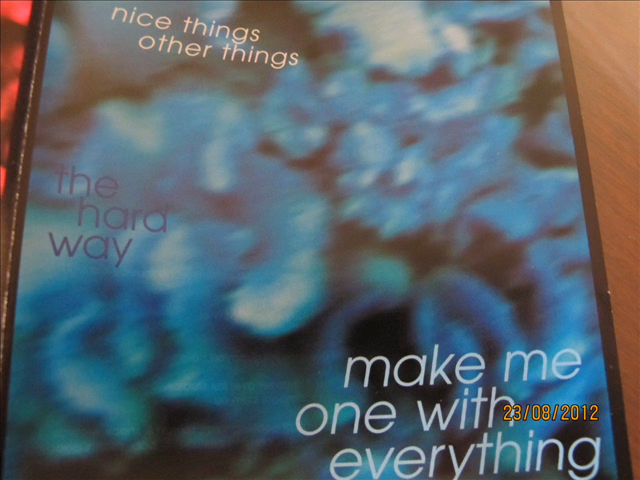 nice things
other things
the
hard
way
make me
one with
23/08/2012
everything